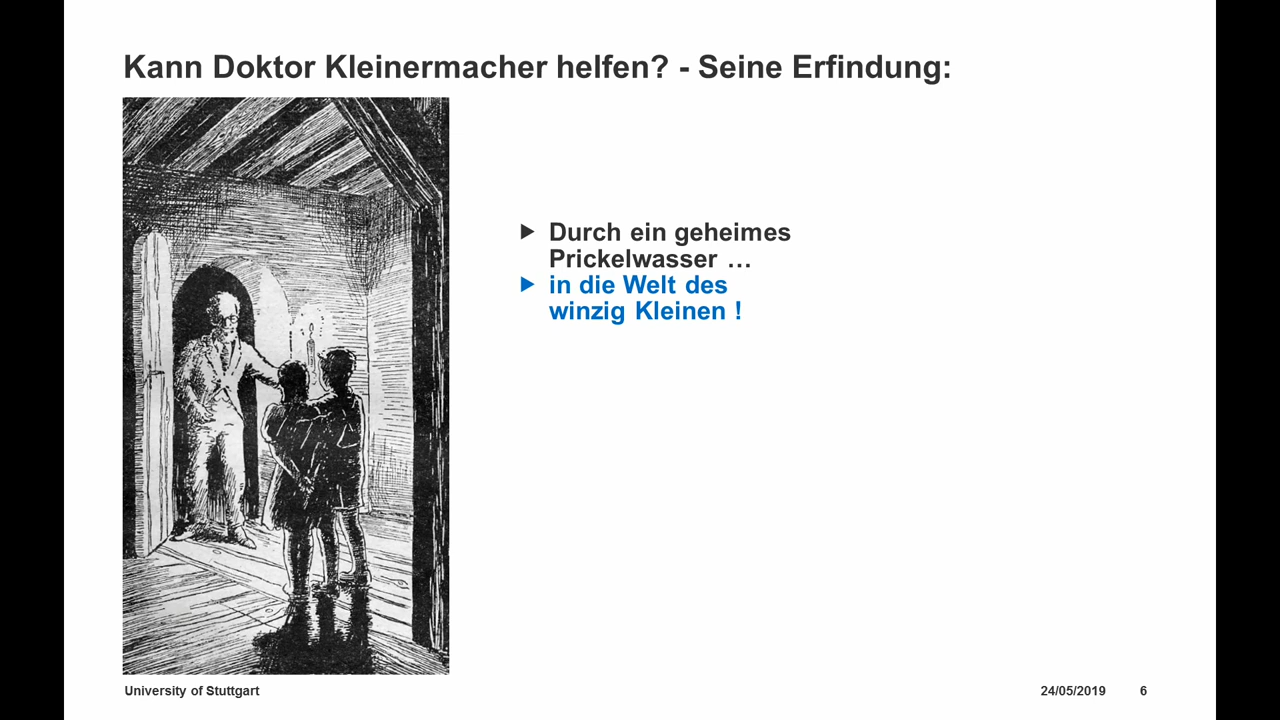 Kann Doktor Kleinermacher helfen? - Seine Erfindung:
Durch ein geheimes
Prickelwasser …
in die Welt des
winzig Kleinen !
University of Stuttgart
24/05/2019 6